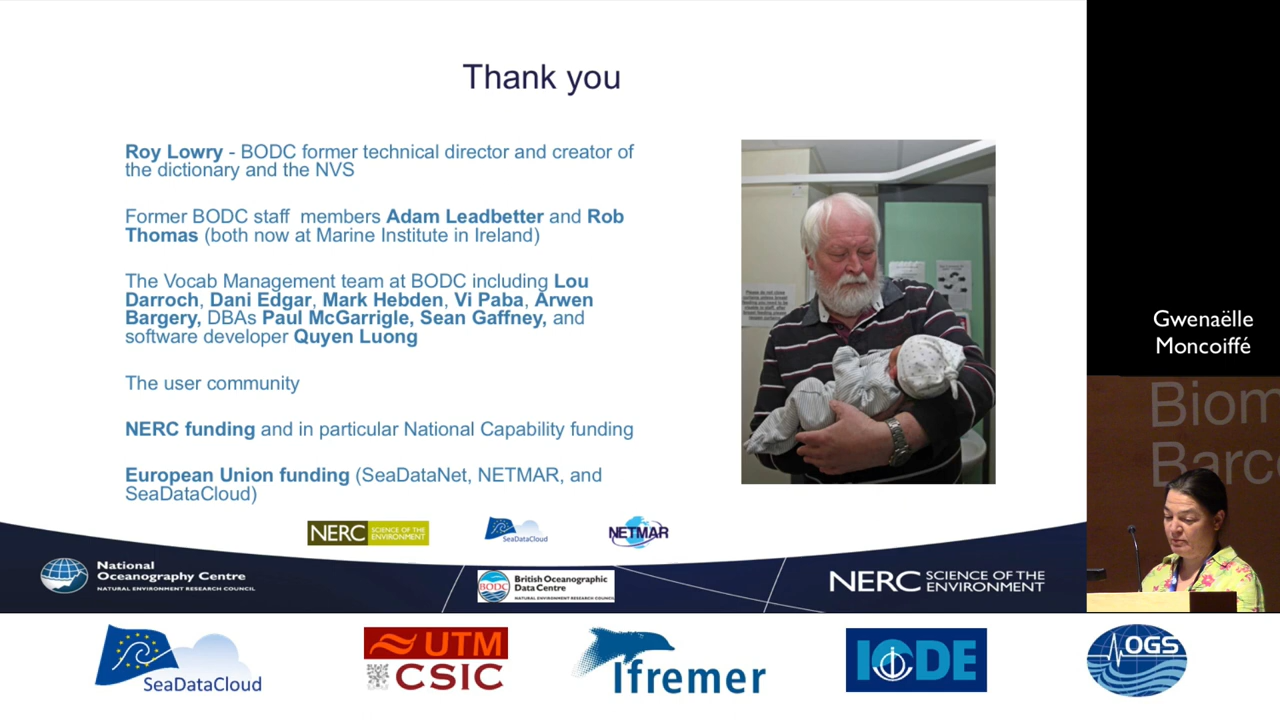 Thank you
Roy Lowry - BODC former technical director and creator of
the dictionary and the NVS
Former BODC staff members Adam Leadbetter and Rob
Thomas (both now at Marine Institute in Ireland)
The Vocab Management team at BODC including Lou
Darroch, Dani Edgar, Mark Hebden, Vi Paba, Arwen
Bargery, DBAs Paul McGarrigle, Sean Gaffney, and
software developer Quyen Luong
The user community
NERC funding and in particular National Capability funding
European Union funding (SeaDataNet, NETMAR, and
SeaDataCloud)
NERC SCIENCE OF THE
ENVIRONMENT
SeaDataCloud
NETMAR
National
Oceanography Centre
NATURAL ENVIRONMENT RESEARCH COUNCIL
BODC
British Oceanographic
Data Centre
NATURAL ENVIRONMENT RESEARCH COUNCIL
NERC SCIENCE OF THE
ENVIRONMENT
Gwenaëlle
Moncoiffé
Biom
Barc
SeaDataCloud
UTM
CSIC
Ifremer
IODE
OGS